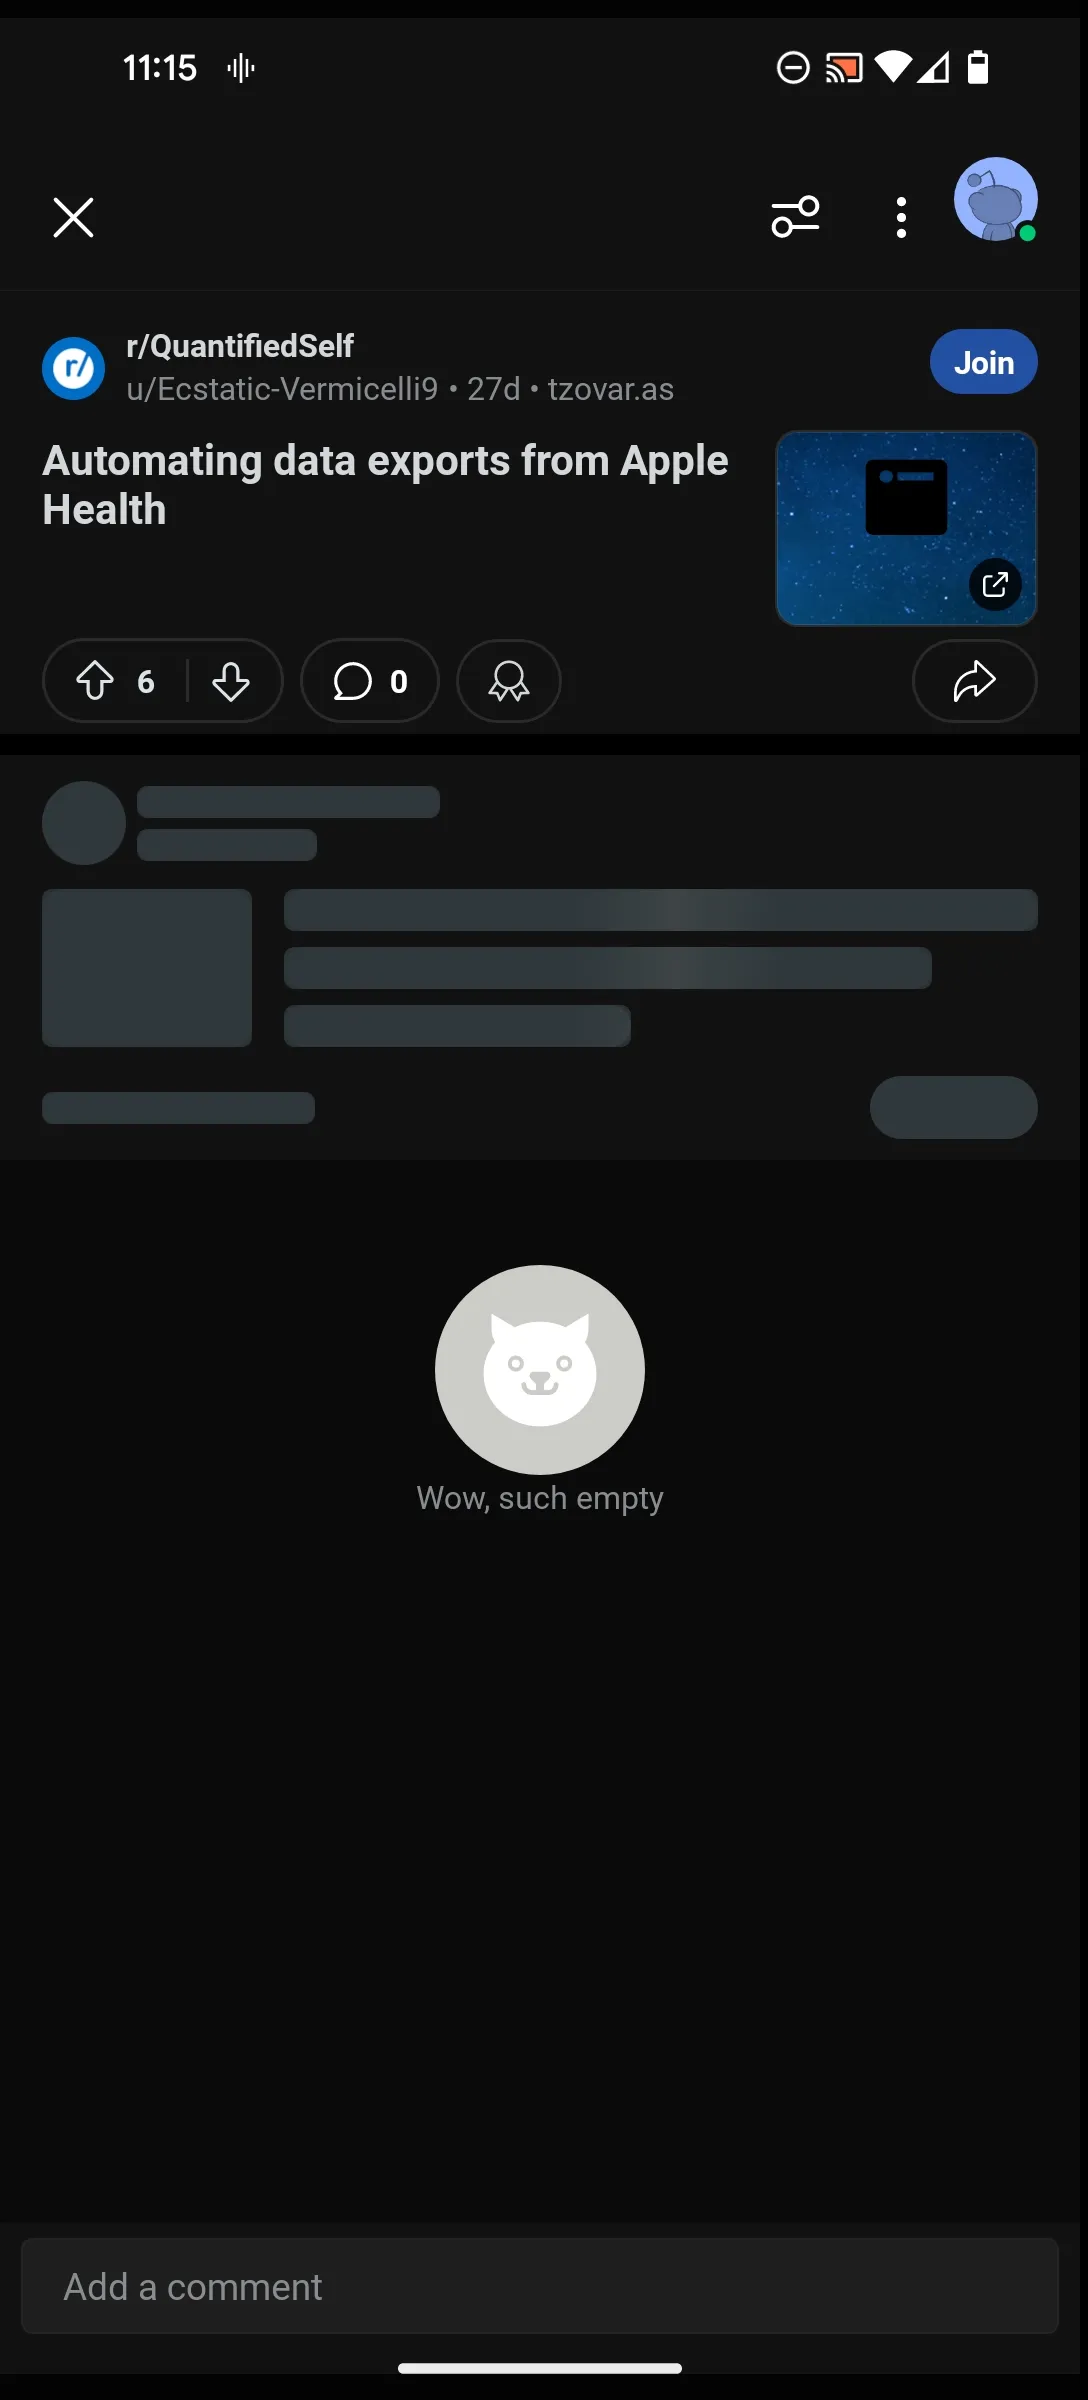 11:15
r/QuantifiedSelf
u/Ecstatic-Vermicelli9 • 27d • tzovar.as
Join
r/
Automating data exports from Apple
Health
6
0
Wow, such empty
Add a comment